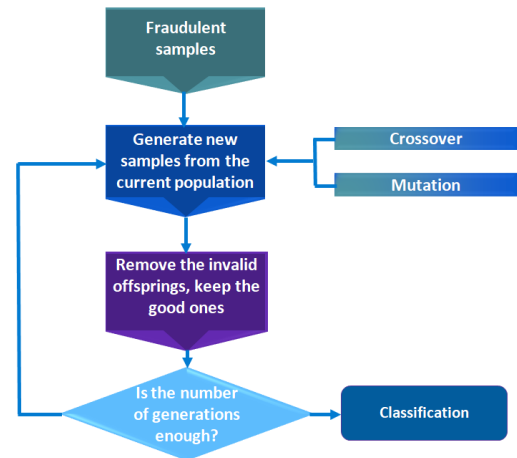 Fraudulent
samples
Generate new
samples from the
current population
Crossover
Mutation
Remove the invalid
offsprings, keep the
good ones
Is the number
of generations
enough?
Classification